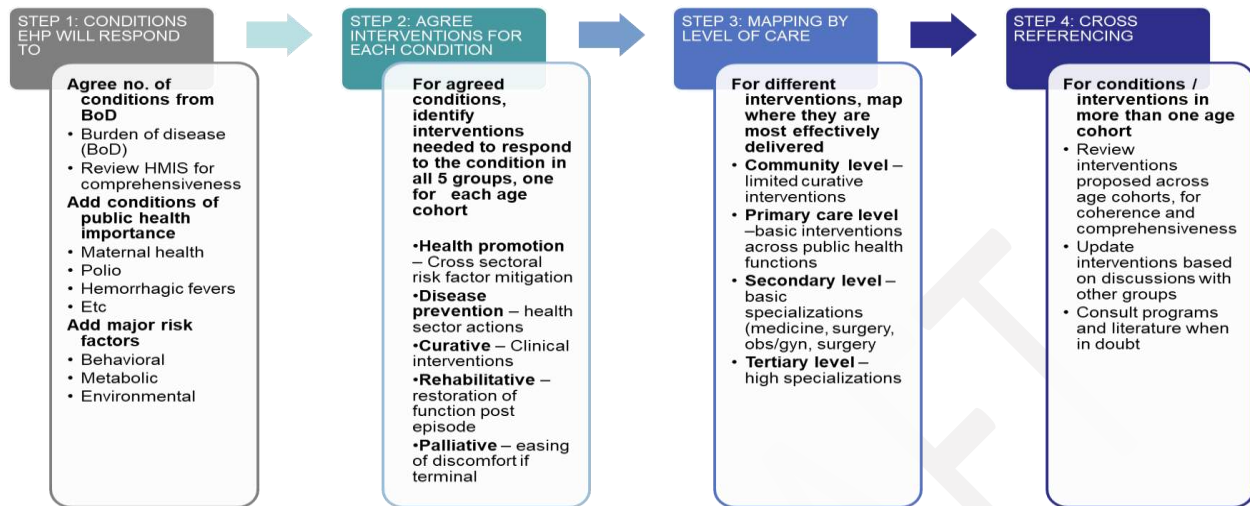 STEP 1: CONDITIONS
EHP WILL RESPOND
TO
Agree no. of
conditions from
BoD
• Burden of disease
(BoD)
• Review HMIS for
comprehensiveness
Add conditions of
public health
importance
• Maternal health
• Polio
• Hemorrhagic fevers
• Etc
Add major risk
factors
• Behavioral
• Metabolic
• Environmental
STEP 2: AGREE
INTERVENTIONS FOR
EACH CONDITION
For agreed
conditions,
identify
interventions
needed to respond
to the condition in
all 5 groups, one
for each age
cohort
•Health promotion
– Cross sectoral
risk factor mitigation
•Disease
prevention – health
sector actions
•Curative – Clinical
interventions
•Rehabilitative –
restoration of
function post
episode
•Palliative – easing
of discomfort if
terminal
STEP 3: MAPPING BY
LEVEL OF CARE
For different
interventions, map
where they are
most effectively
delivered
• Community level –
limited curative
interventions
• Primary care level
–basic interventions
across public health
functions
• Secondary level –
basic
specializations
(medicine, surgery,
obs/gyn, surgery
• Tertiary level –
high specializations
STEP 4: CROSS
REFERENCING
For conditions /
interventions in
more than one age
cohort
• Review
interventions
proposed across
age cohorts, for
coherence and
comprehensiveness
• Update
interventions based
on discussions with
other groups
• Consult programs
and literature when
in doubt